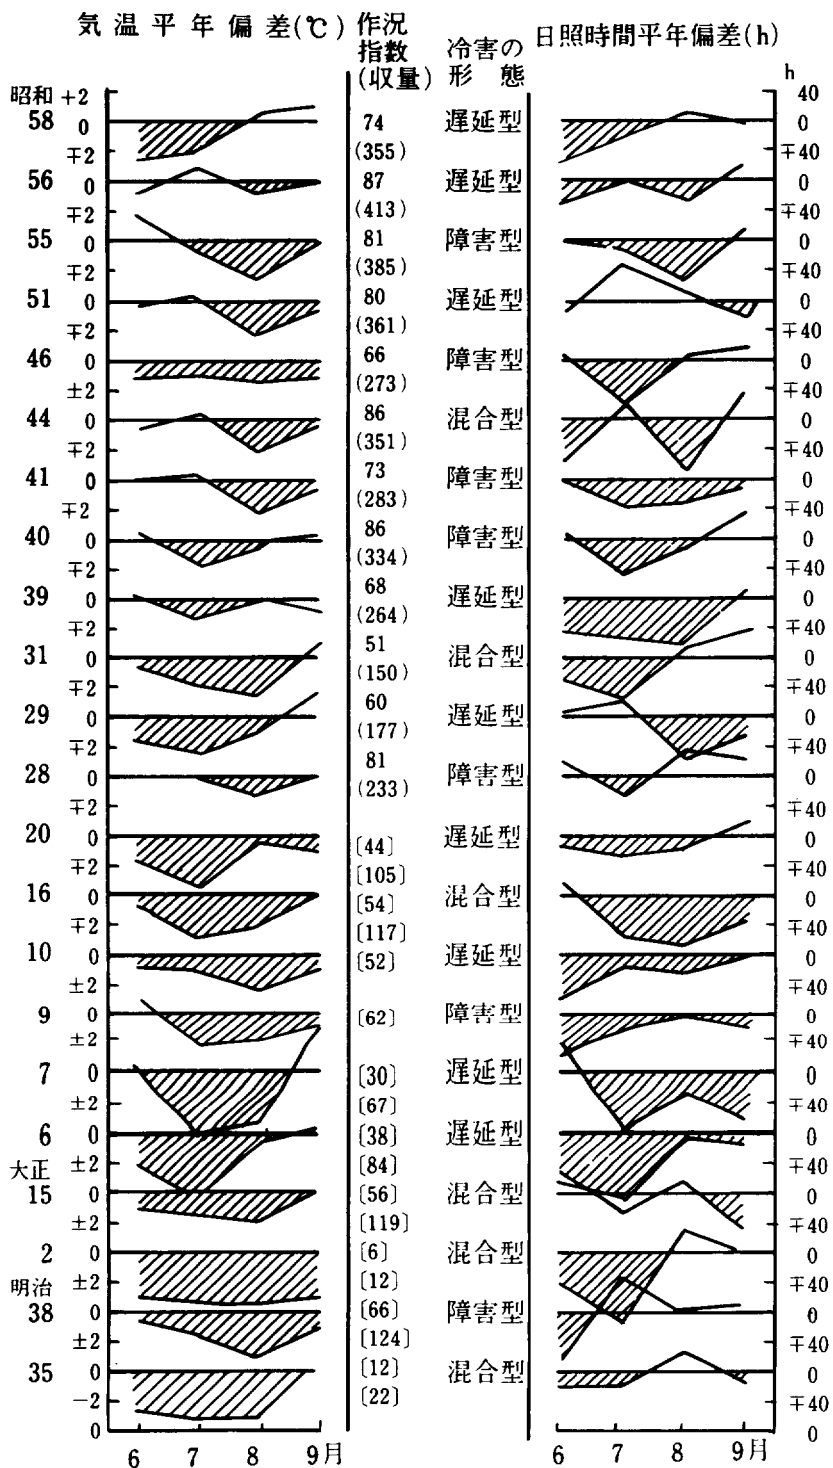 気温平年偏差(℃) 作況指数(収量) 冷害の形態 日照時間平年偏差(h)
h
昭和 +2 40
58 0 74 遅延型 0
∓2 (355) ∓40
56 0 87 遅延型 0
∓2 (413) ∓40
55 0 81 障害型 0
∓2 (385) ∓40
51 0 80 遅延型 0
∓2 (361) ∓40
46 0 66 障害型 0
±2 (273) ∓40
44 0 86 混合型 0
∓2 (351) ∓40
41 0 73 障害型 0
∓2 (283) ∓40
40 0 86 障害型 0
∓2 (334) ∓40
39 0 68 遅延型 0
∓2 (264) ∓40
31 0 51 混合型 0
∓2 (150) ∓40
29 0 60 遅延型 0
∓2 (177) ∓40
28 0 81 障害型 0
∓2 (233) ∓40
20 0 [44] 遅延型 0
∓2 [105] ∓40
16 0 [54] 混合型 0
∓2 [117] ∓40
10 0 [52] 遅延型 0
±2 ∓40
9 0 [62] 障害型 0
±2 ∓40
7 0 [30] 遅延型 0
±2 [67] ∓40
6 0 [38] 遅延型 0
大正 ±2 [84] ∓40
15 0 [56] 混合型 0
±2 [119] ∓40
2 0 [6] 混合型 0
明治 ±2 [12] ∓40
38 0 [66] 障害型 0
±2 [124] ∓40
35 0 [12] 混合型 0
−2 [22] ∓40
0 0
6 7 8 9月 6 7 8 9月